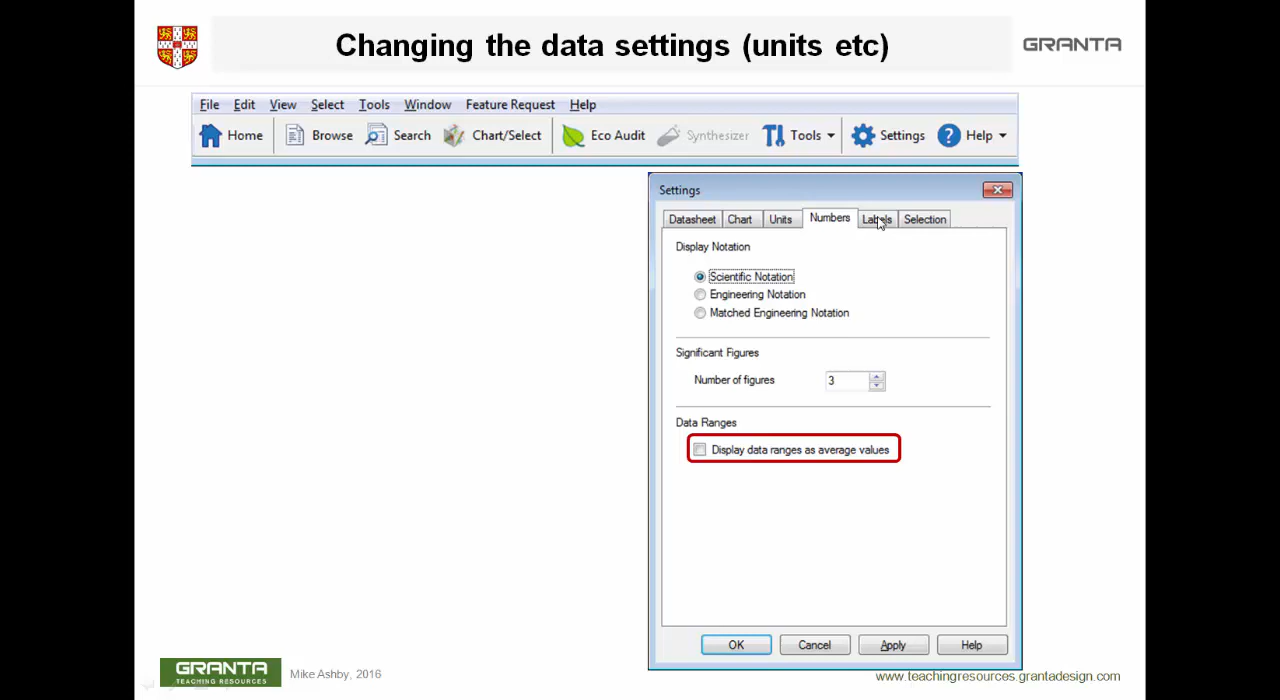 Changing the data settings (units etc)
GRANTA
File Edit View Select Tools Window Feature Request Help
Home Browse Search Chart/Select Eco Audit Synthesizer Tools Settings Help
Settings
Datasheet Chart Units Numbers Labels Selection
Display Notation
Scientific Notation
Engineering Notation
Matched Engineering Notation
Significant Figures
Number of figures 3
Data Ranges
Display data ranges as average values
OK Cancel Apply Help
GRANTA
TEACHING RESOURCES
Mike Ashby, 2016
www.teachingresources.grantadesign.com